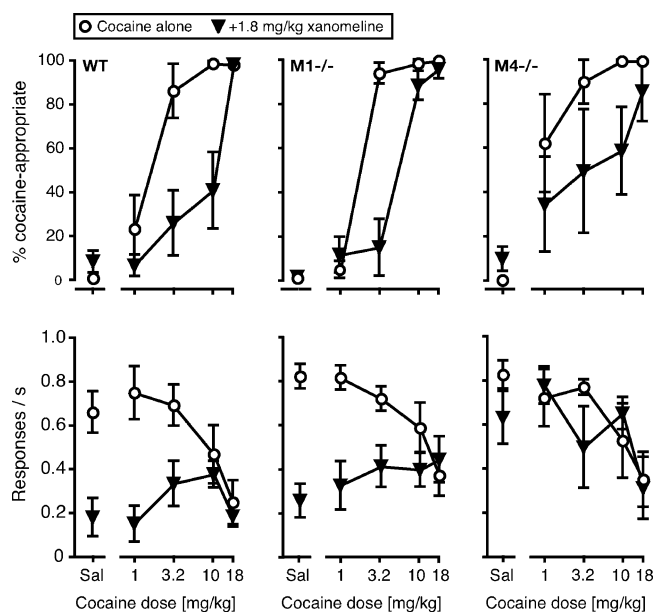 Cocaine alone +1.8 mg/kg xanomeline
WT M1-/- M4-/-
% cocaine-appropriate
100
80
60
40
20
0
Responses / s
1.0
0.8
0.6
0.4
0.2
0
Sal 1 3.2 10 18 Sal 1 3.2 10 18 Sal 1 3.2 10 18
Cocaine dose [mg/kg] Cocaine dose [mg/kg] Cocaine dose [mg/kg]